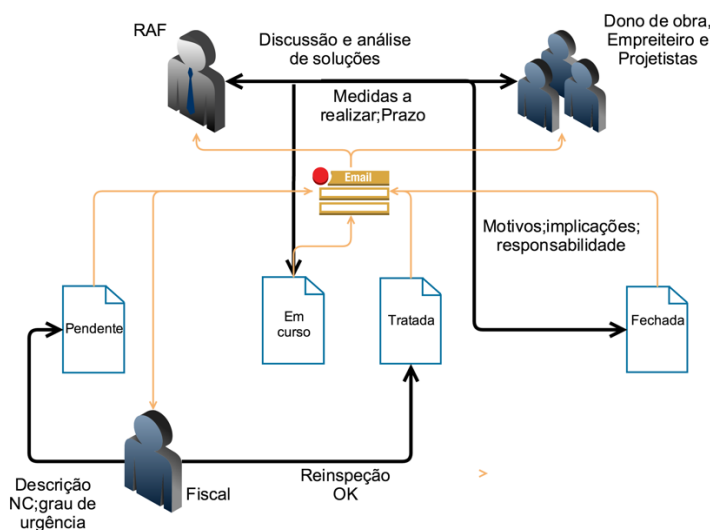 RAF
Dono de obra,
Empreiteiro e
Projetistas
Discussão e análise
de soluções
Medidas a
realizar;Prazo
Email
Motivos;implicações;
responsabilidade
Pendente
Em
curso
Tratada
Fechada
Descrição
NC;grau de
urgência
Fiscal
Reinspeção
OK